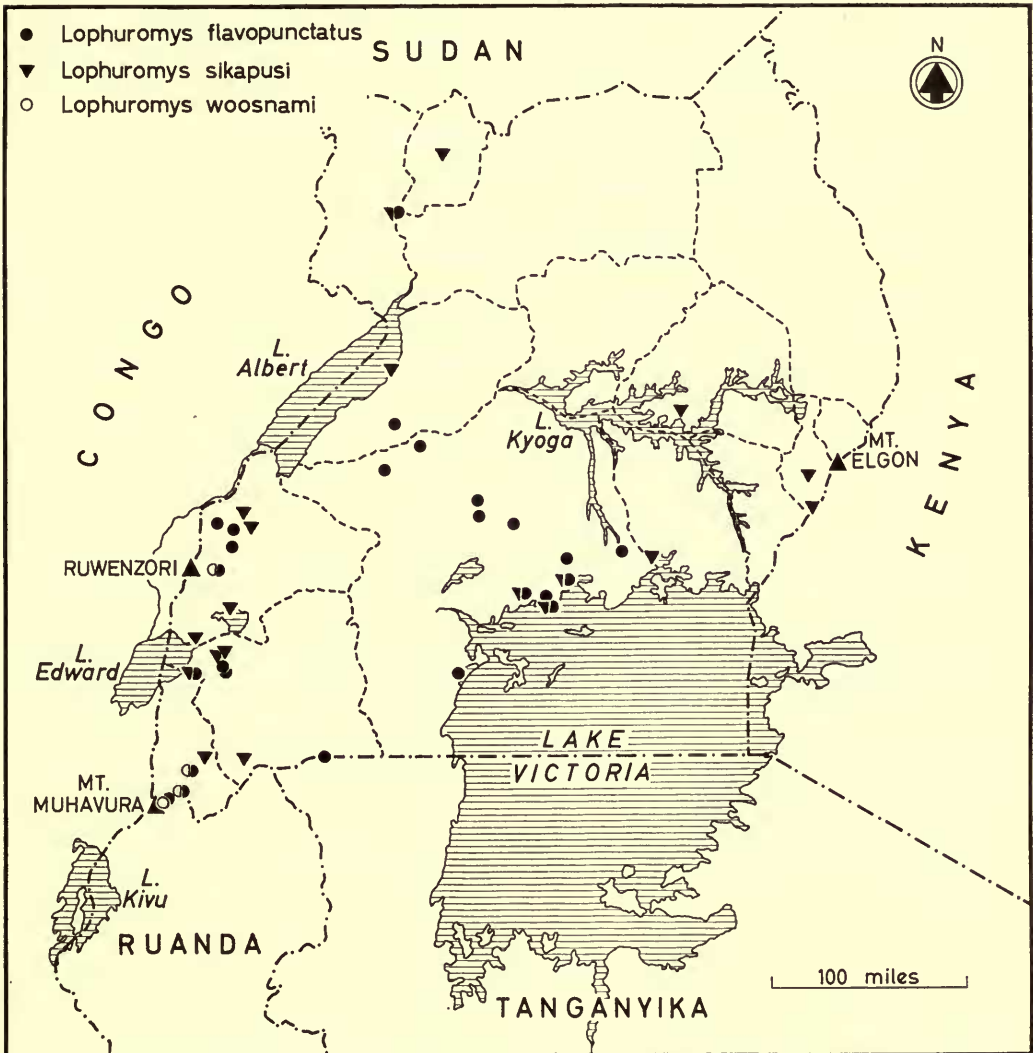 Lophuromys flavopunctatus
Lophuromys sikapusi
Lophuromys woosnami
SUDAN
N
CONGO
L.
Albert
L.
Kyoga
MT.
ELGON
KENYA
RUWENZORI
L.
Edward
LAKE
VICTORIA
MT.
MUHAVURA
L.
Kivu
RUANDA
100 miles
TANGANYIKA